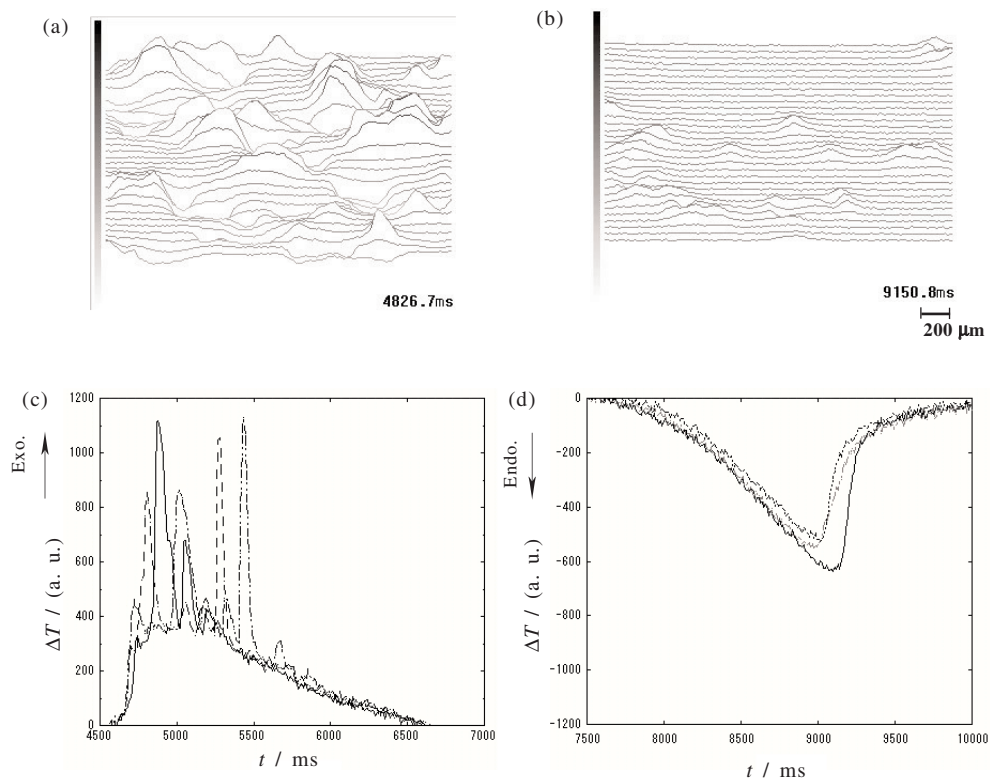 (a)
4826.7ms
(b)
9150.8ms
200 μm
(c)
Exo.
ΔT / (a. u.)
1200
1000
800
600
400
200
0
4500 5000 5500 6000 6500 7000
t / ms
(d)
Endo.
ΔT / (a. u.)
0
-200
-400
-600
-800
-1000
-1200
7500 8000 8500 9000 9500 10000
t / ms